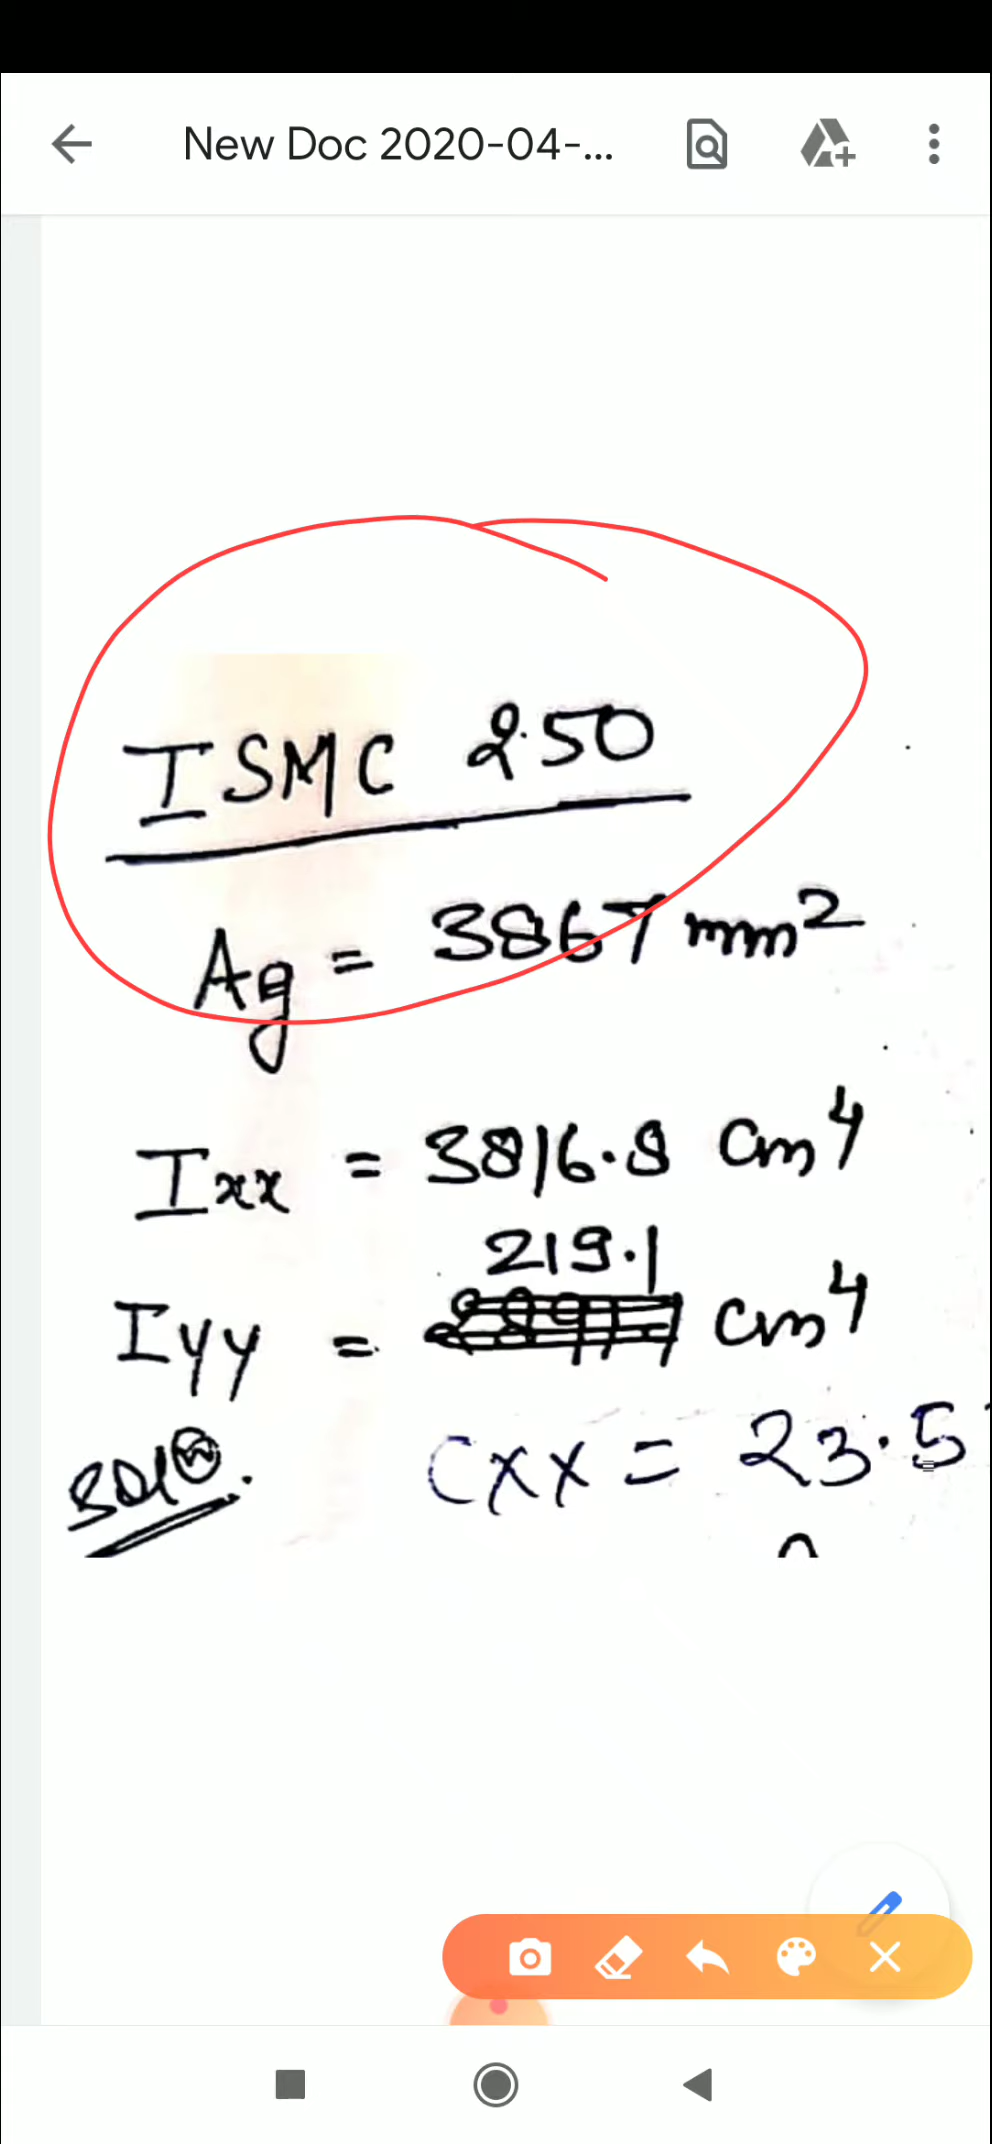 New Doc 2020-04-...
ISMC 250
Ag = 3867 mm²
Ixx = 3816.8 cm⁴
219.1
Iyy = cm⁴
Soln. Cxx = 23.5